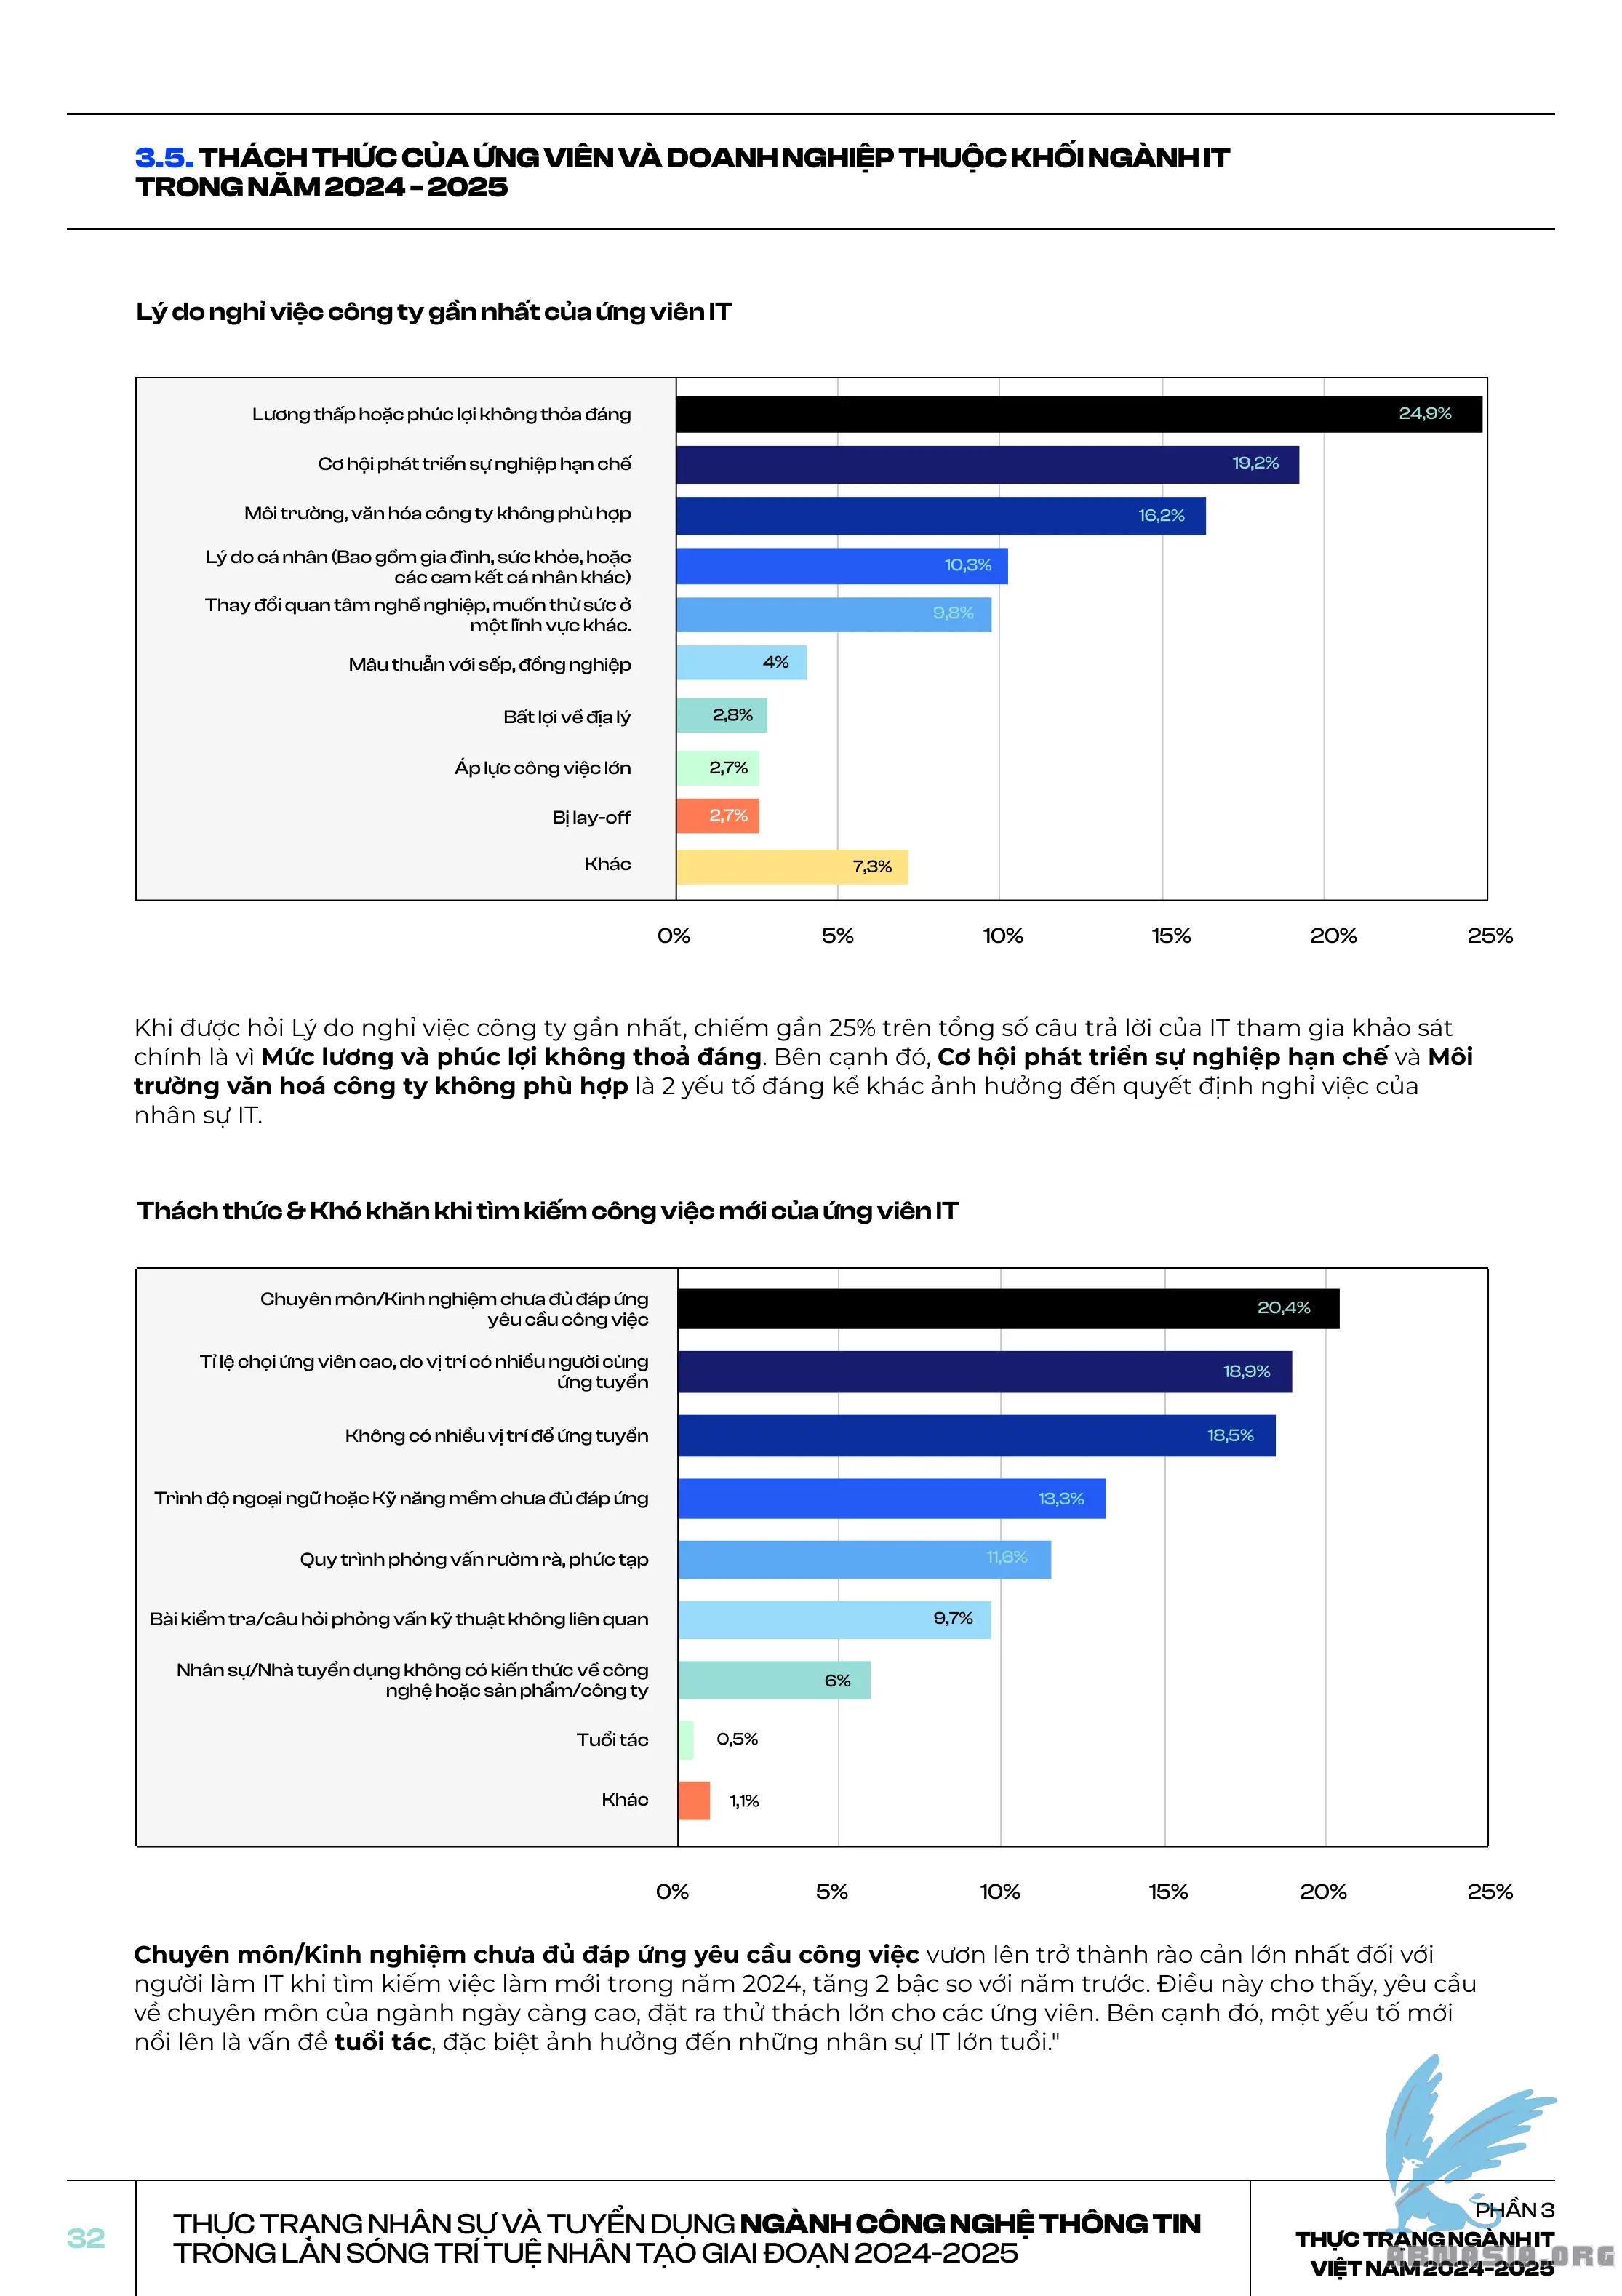 3.5. THÁCH THỨC CỦA ỨNG VIÊN VÀ DOANH NGHIỆP THUỘC KHỐI NGÀNH IT
TRONG NĂM 2024 - 2025
Lý do nghỉ việc công ty gần nhất của ứng viên IT
Lương thấp hoặc phúc lợi không thỏa đáng
24,9%
Cơ hội phát triển sự nghiệp hạn chế
19,2%
Môi trường, văn hóa công ty không phù hợp
16,2%
Lý do cá nhân (Bao gồm gia đình, sức khỏe, hoặc
các cam kết cá nhân khác)
10,3%
Thay đổi quan tâm nghề nghiệp, muốn thử sức ở
một lĩnh vực khác.
9,8%
Mâu thuẫn với sếp, đồng nghiệp
4%
Bất lợi về địa lý
2,8%
Áp lực công việc lớn
2,7%
Bị lay-off
2,7%
Khác
7,3%
0% 5% 10% 15% 20% 25%
Khi được hỏi Lý do nghỉ việc công ty gần nhất, chiếm gần 25% trên tổng số câu trả lời của IT tham gia khảo sát
chính là vì Mức lương và phúc lợi không thoả đáng. Bên cạnh đó, Cơ hội phát triển sự nghiệp hạn chế và Môi
trường văn hoá công ty không phù hợp là 2 yếu tố đáng kể khác ảnh hưởng đến quyết định nghỉ việc của
nhân sự IT.
Thách thức & Khó khăn khi tìm kiếm công việc mới của ứng viên IT
Chuyên môn/Kinh nghiệm chưa đủ đáp ứng
yêu cầu công việc
20,4%
Tỉ lệ chọi ứng viên cao, do vị trí có nhiều người cùng
ứng tuyển
18,9%
Không có nhiều vị trí để ứng tuyển
18,5%
Trình độ ngoại ngữ hoặc Kỹ năng mềm chưa đủ đáp ứng
13,3%
Quy trình phỏng vấn rườm rà, phức tạp
11,6%
Bài kiểm tra/câu hỏi phỏng vấn kỹ thuật không liên quan
9,7%
Nhân sự/Nhà tuyển dụng không có kiến thức về công
nghệ hoặc sản phẩm/công ty
6%
Tuổi tác
0,5%
Khác
1,1%
0% 5% 10% 15% 20% 25%
Chuyên môn/Kinh nghiệm chưa đủ đáp ứng yêu cầu công việc vươn lên trở thành rào cản lớn nhất đối với
người làm IT khi tìm kiếm việc làm mới trong năm 2024, tăng 2 bậc so với năm trước. Điều này cho thấy, yêu cầu
về chuyên môn của ngành ngày càng cao, đặt ra thử thách lớn cho các ứng viên. Bên cạnh đó, một yếu tố mới
nổi lên là vấn đề tuổi tác, đặc biệt ảnh hưởng đến những nhân sự IT lớn tuổi."
32
THỰC TRẠNG NHÂN SỰ VÀ TUYỂN DỤNG NGÀNH CÔNG NGHỆ THÔNG TIN
TRONG LÀN SÓNG TRÍ TUỆ NHÂN TẠO GIAI ĐOẠN 2024-2025
PHẦN 3
THỰC TRẠNG NGÀNH IT
VIỆT NAM 2024-2025
ARWASIA.ORG